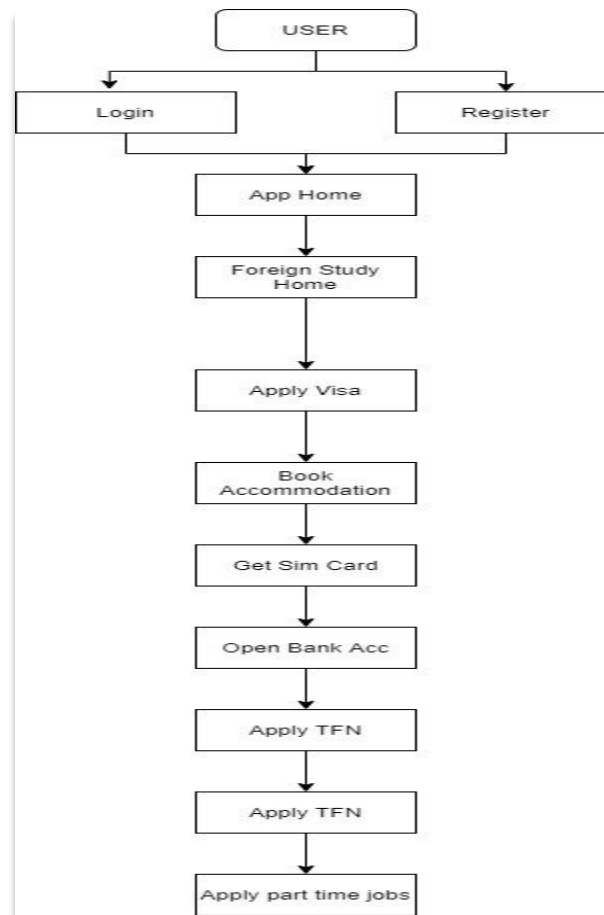 USER
Login
Register
App Home
Foreign Study
Home
Apply Visa
Book
Accommodation
Get Sim Card
Open Bank Acc
Apply TFN
Apply TFN
Apply part time jobs